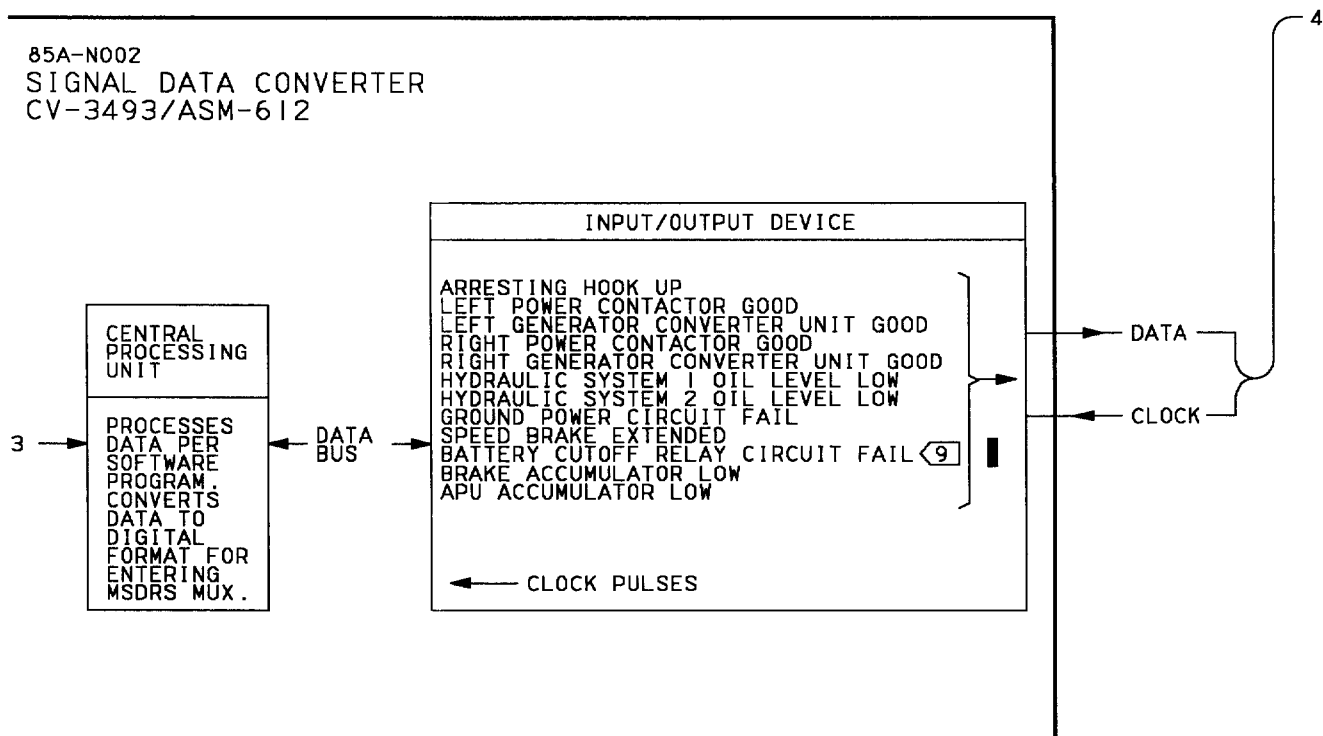 4
85A-N002
SIGNAL DATA CONVERTER
CV-3493/ASM-612
INPUT/OUTPUT DEVICE
ARRESTING HOOK UP
LEFT POWER CONTACTOR GOOD
LEFT GENERATOR CONVERTER UNIT GOOD
RIGHT POWER CONTACTOR GOOD
RIGHT GENERATOR CONVERTER UNIT GOOD
HYDRAULIC SYSTEM 1 OIL LEVEL LOW
HYDRAULIC SYSTEM 2 OIL LEVEL LOW
GROUND POWER CIRCUIT FAIL
SPEED BRAKE EXTENDED
BATTERY CUTOFF RELAY CIRCUIT FAIL 9
BRAKE ACCUMULATOR LOW
APU ACCUMULATOR LOW
CLOCK PULSES
CENTRAL
PROCESSING
UNIT
PROCESSES
DATA PER
SOFTWARE
PROGRAM.
CONVERTS
DATA TO
DIGITAL
FORMAT FOR
ENTERING
MSDRS MUX.
3
DATA
BUS
DATA
CLOCK